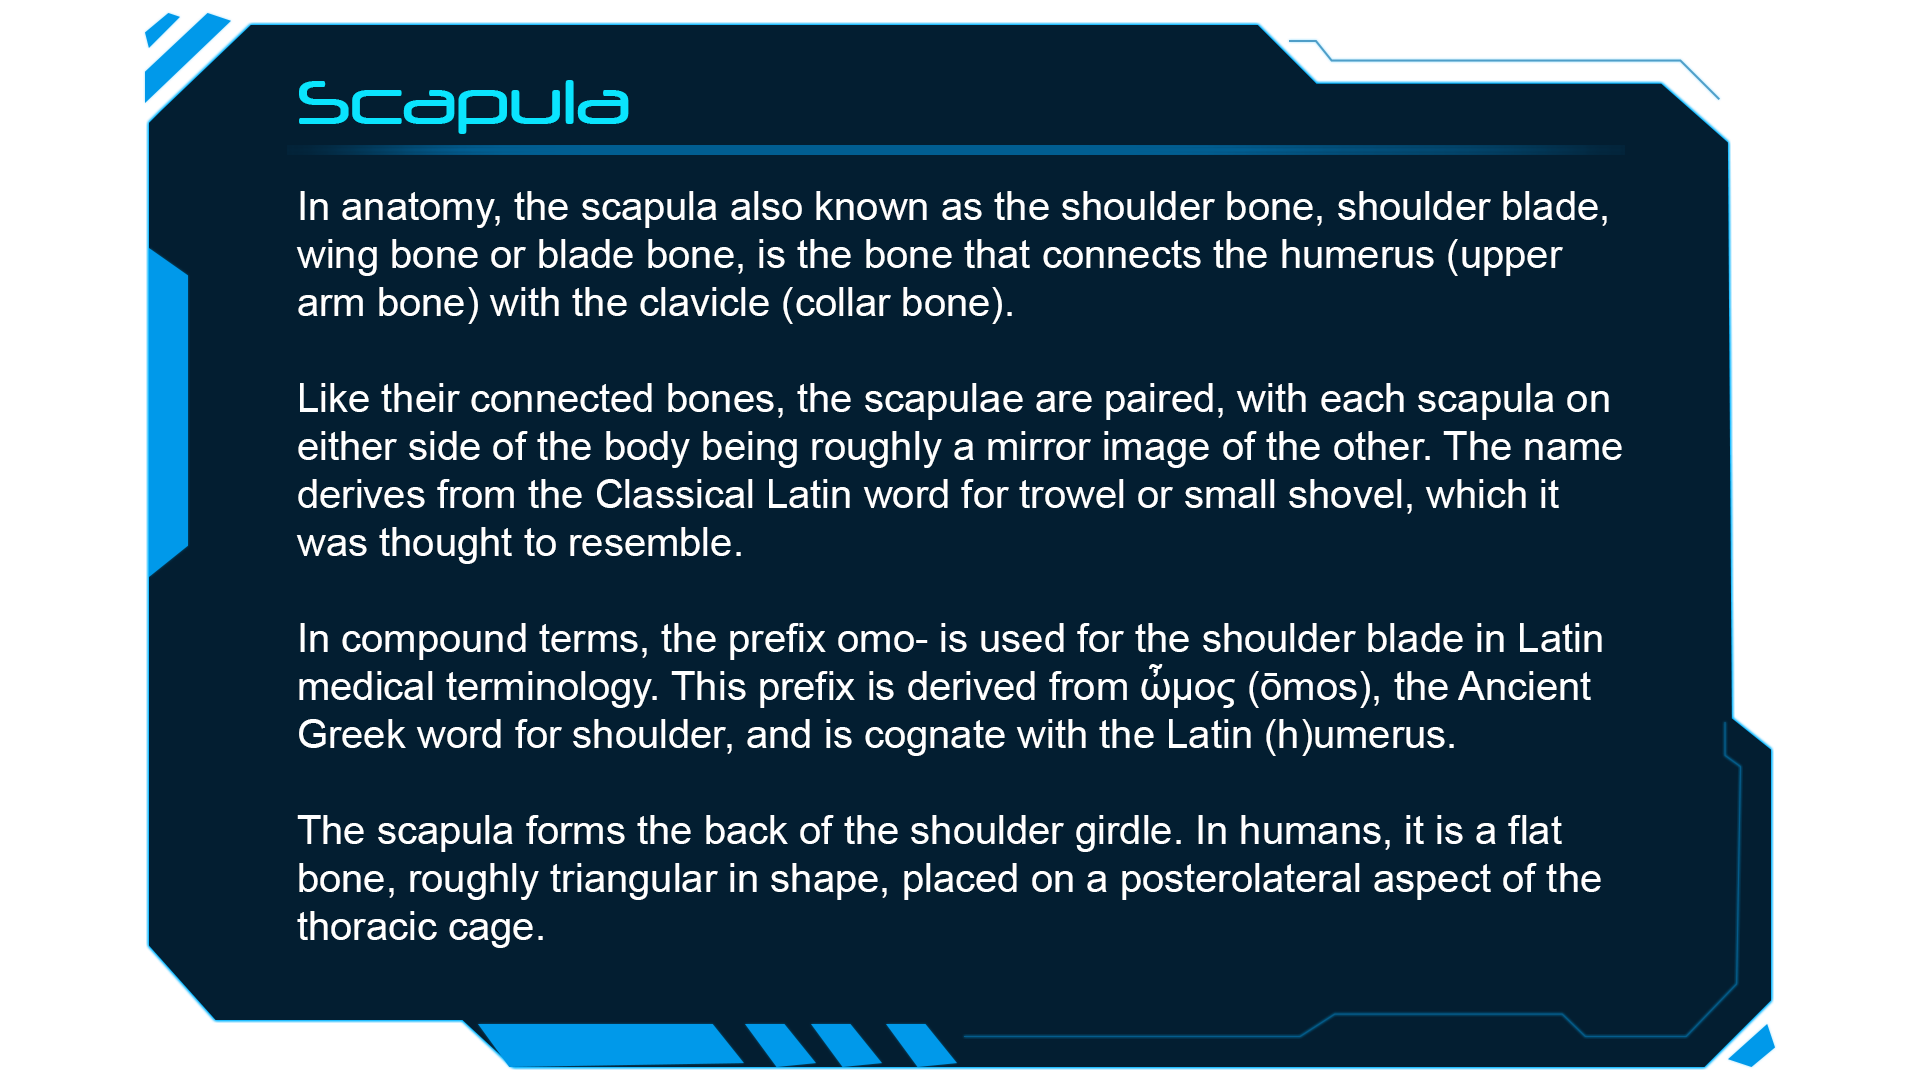 Scapula
In anatomy, the scapula also known as the shoulder bone, shoulder blade,
wing bone or blade bone, is the bone that connects the humerus (upper
arm bone) with the clavicle (collar bone).
Like their connected bones, the scapulae are paired, with each scapula on
either side of the body being roughly a mirror image of the other. The name
derives from the Classical Latin word for trowel or small shovel, which it
was thought to resemble.
In compound terms, the prefix omo- is used for the shoulder blade in Latin
medical terminology. This prefix is derived from ὦμος (ōmos), the Ancient
Greek word for shoulder, and is cognate with the Latin (h)umerus.
The scapula forms the back of the shoulder girdle. In humans, it is a flat
bone, roughly triangular in shape, placed on a posterolateral aspect of the
thoracic cage.